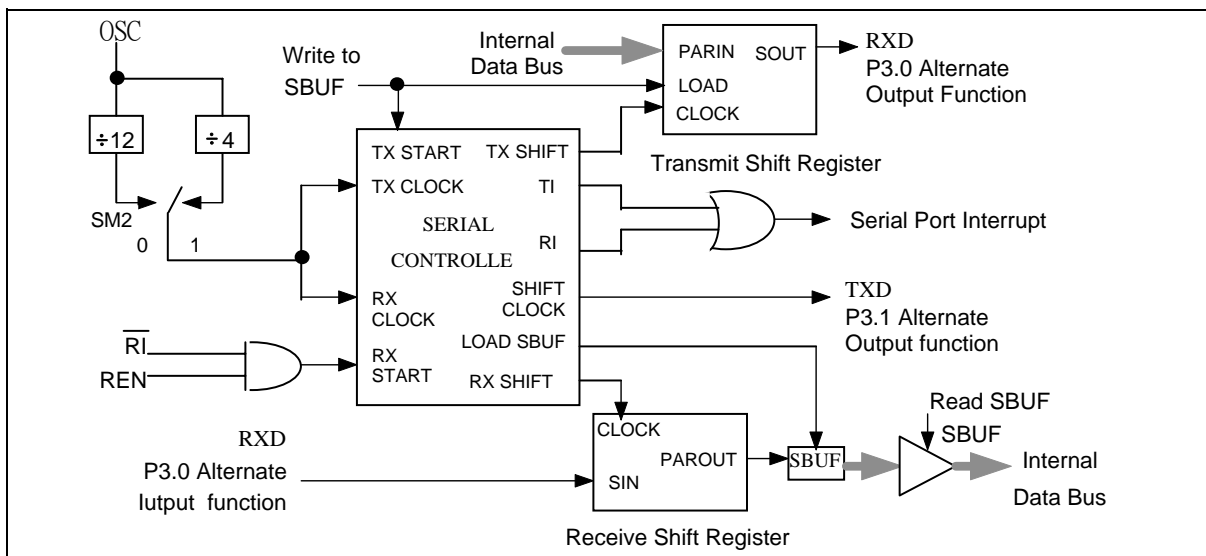 OSC
÷12
÷4
SM2
0 1
Write to
SBUF
Internal
Data Bus
PARIN
SOUT
LOAD
CLOCK
RXD
P3.0 Alternate
Output Function
Transmit Shift Register
TX START
TX SHIFT
TX CLOCK
TI
SERIAL
RI
CONTROLLE
SHIFT
CLOCK
RX
CLOCK
LOAD SBUF
RX
START
RX SHIFT
Serial Port Interrupt
TXD
P3.1 Alternate
Output function
RI
REN
RXD
P3.0 Alternate
Iutput function
CLOCK
PAROUT
SIN
Receive Shift Register
SBUF
Read SBUF
SBUF
Internal
Data Bus